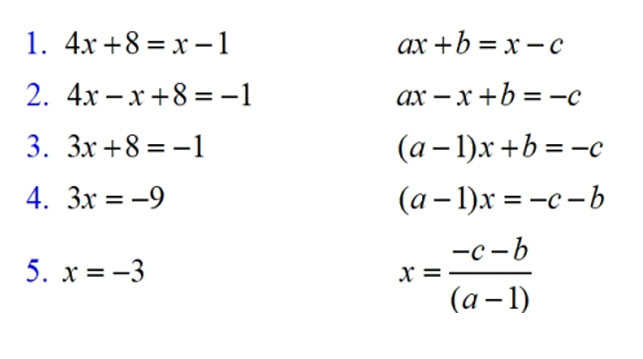 1. 4x + 8 = x − 1    ax + b = x − c
2. 4x − x + 8 = −1    ax − x + b = −c
3. 3x + 8 = −1    (a − 1)x + b = −c
4. 3x = −9    (a − 1)x = −c − b
5. x = −3    x = \frac{−c − b}{(a − 1)}